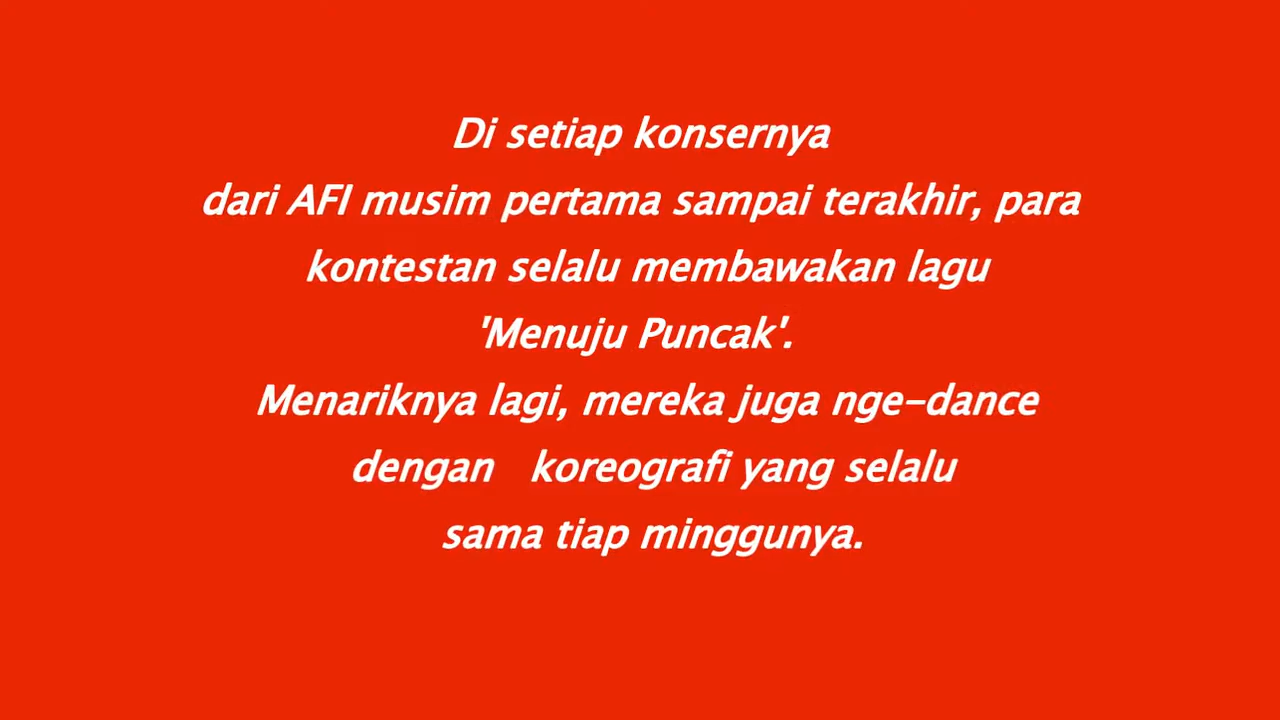 Di setiap konsernya
dari AFI musim pertama sampai terakhir, para
kontestan selalu membawakan lagu
'Menuju Puncak'.
Menariknya lagi, mereka juga nge-dance
dengan koreografi yang selalu
sama tiap minggunya.